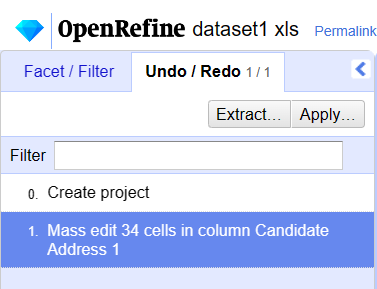 OpenRefine dataset1 xls Permalink
Facet / Filter Undo / Redo 1 / 1
Extract... Apply...
Filter
0. Create project
1. Mass edit 34 cells in column Candidate
Address 1